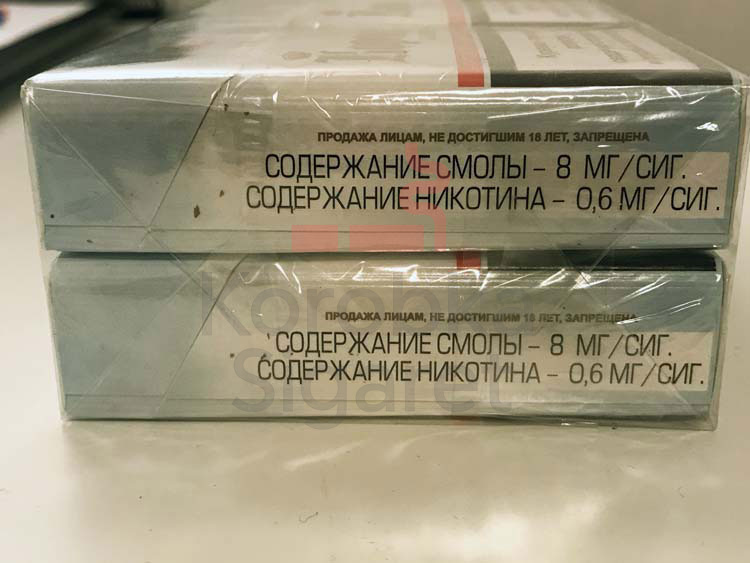 ПРОДАЖА ЛИЦАМ, НЕ ДОСТИГШИМ 18 ЛЕТ, ЗАПРЕЩЕНА
СОДЕРЖАНИЕ СМОЛЫ – 8 МГ/СИГ.
СОДЕРЖАНИЕ НИКОТИНА – 0,6 МГ/СИГ.
Korobka
ПРОДАЖА ЛИЦАМ, НЕ ДОСТИГШИМ 18 ЛЕТ, ЗАПРЕЩЕНА
СОДЕРЖАНИЕ СМОЛЫ – 8 МГ/СИГ.
СОДЕРЖАНИЕ НИКОТИНА – 0,6 МГ/СИГ.
Sigaret